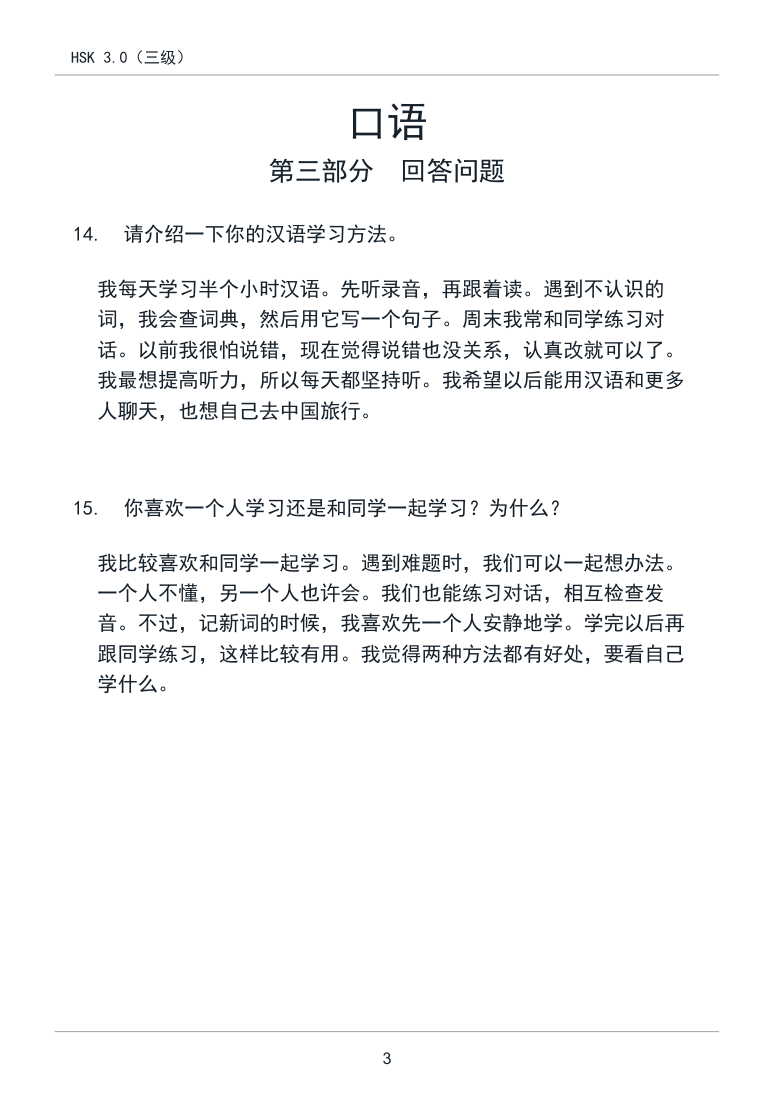 HSK 3.0（三级）
口语
第三部分　回答问题
14.　请介绍一下你的汉语学习方法。
我每天学习半个小时汉语。先听录音，再跟着读。遇到不认识的
词，我会查词典，然后用它写一个句子。周末我常和同学练习对
话。以前我很怕说错，现在觉得说错也没关系，认真改就可以了。
我最想提高听力，所以每天都坚持听。我希望以后能用汉语和更多
人聊天，也想自己去中国旅行。
15.　你喜欢一个人学习还是和同学一起学习？为什么？
我比较喜欢和同学一起学习。遇到难题时，我们可以一起想办法。
一个人不懂，另一个人也许会。我们也能练习对话，相互检查发
音。不过，记新词的时候，我喜欢先一个人安静地学。学完以后再
跟同学练习，这样比较有用。我觉得两种方法都有好处，要看自己
学什么。
3